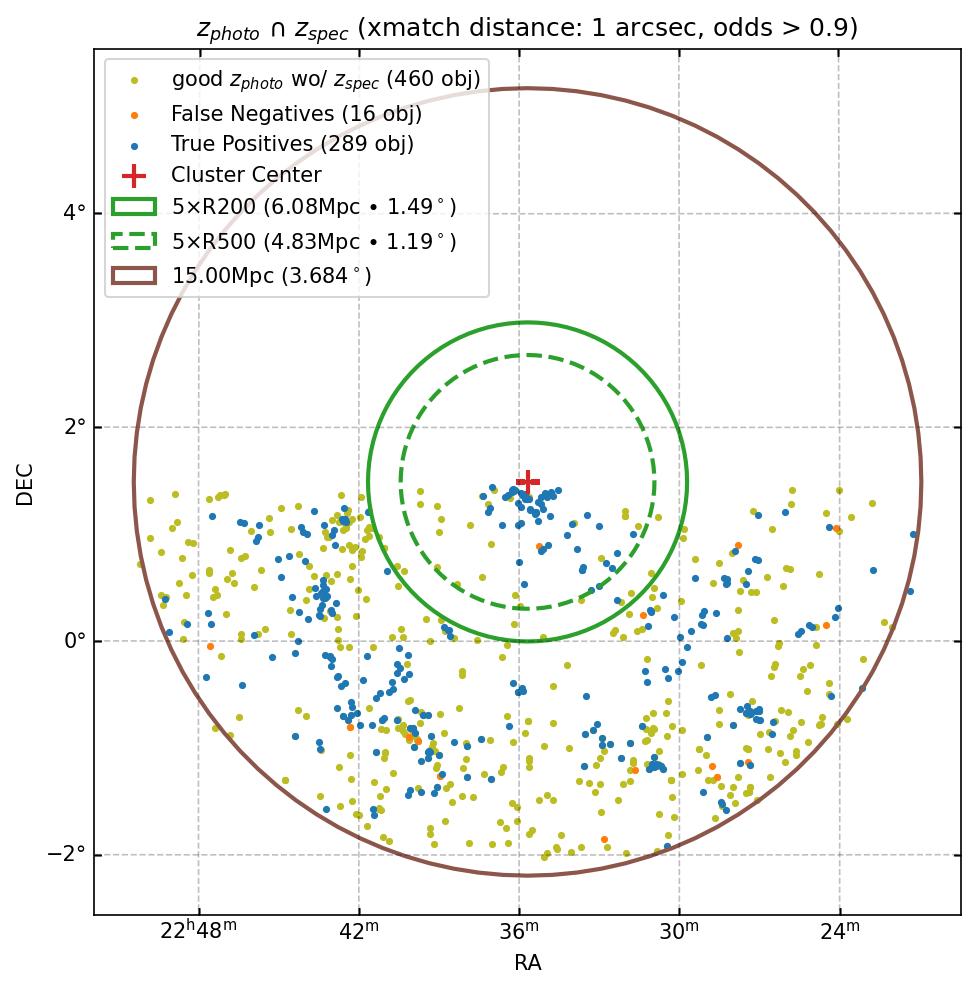 z_photo ∩ z_spec (xmatch distance: 1 arcsec, odds > 0.9)
good z_photo wo/ z_spec (460 obj)
False Negatives (16 obj)
True Positives (289 obj)
Cluster Center
5×R200 (6.08Mpc • 1.49°)
5×R500 (4.83Mpc • 1.19°)
15.00Mpc (3.684°)
4°
2°
0°
−2°
DEC
22ʰ48ᵐ 42ᵐ 36ᵐ 30ᵐ 24ᵐ
RA